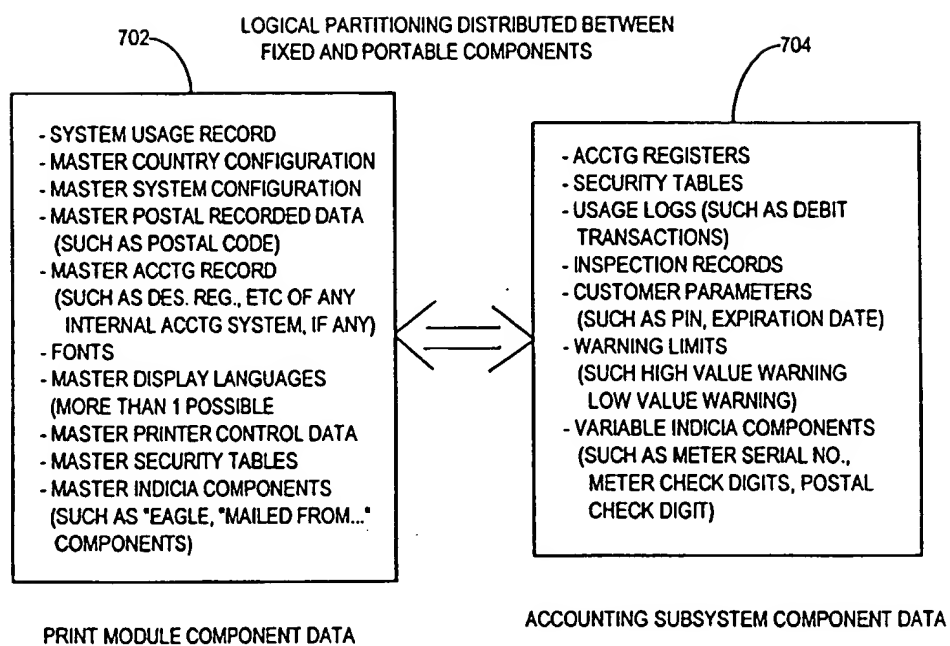 LOGICAL PARTITIONING DISTRIBUTED BETWEEN
FIXED AND PORTABLE COMPONENTS
702
704
- SYSTEM USAGE RECORD
- MASTER COUNTRY CONFIGURATION
- MASTER SYSTEM CONFIGURATION
- MASTER POSTAL RECORDED DATA
(SUCH AS POSTAL CODE)
- MASTER ACCTG RECORD
(SUCH AS DES. REG., ETC OF ANY
INTERNAL ACCTG SYSTEM, IF ANY)
- FONTS
- MASTER DISPLAY LANGUAGES
(MORE THAN 1 POSSIBLE
- MASTER PRINTER CONTROL DATA
- MASTER SECURITY TABLES
- MASTER INDICIA COMPONENTS
(SUCH AS "EAGLE, "MAILED FROM..."
COMPONENTS)
- ACCTG REGISTERS
- SECURITY TABLES
- USAGE LOGS (SUCH AS DEBIT
TRANSACTIONS)
- INSPECTION RECORDS
- CUSTOMER PARAMETERS
(SUCH AS PIN, EXPIRATION DATE)
- WARNING LIMITS
(SUCH HIGH VALUE WARNING
LOW VALUE WARNING)
- VARIABLE INDICIA COMPONENTS
(SUCH AS METER SERIAL NO.,
METER CHECK DIGITS, POSTAL
CHECK DIGIT)
PRINT MODULE COMPONENT DATA
ACCOUNTING SUBSYSTEM COMPONENT DATA